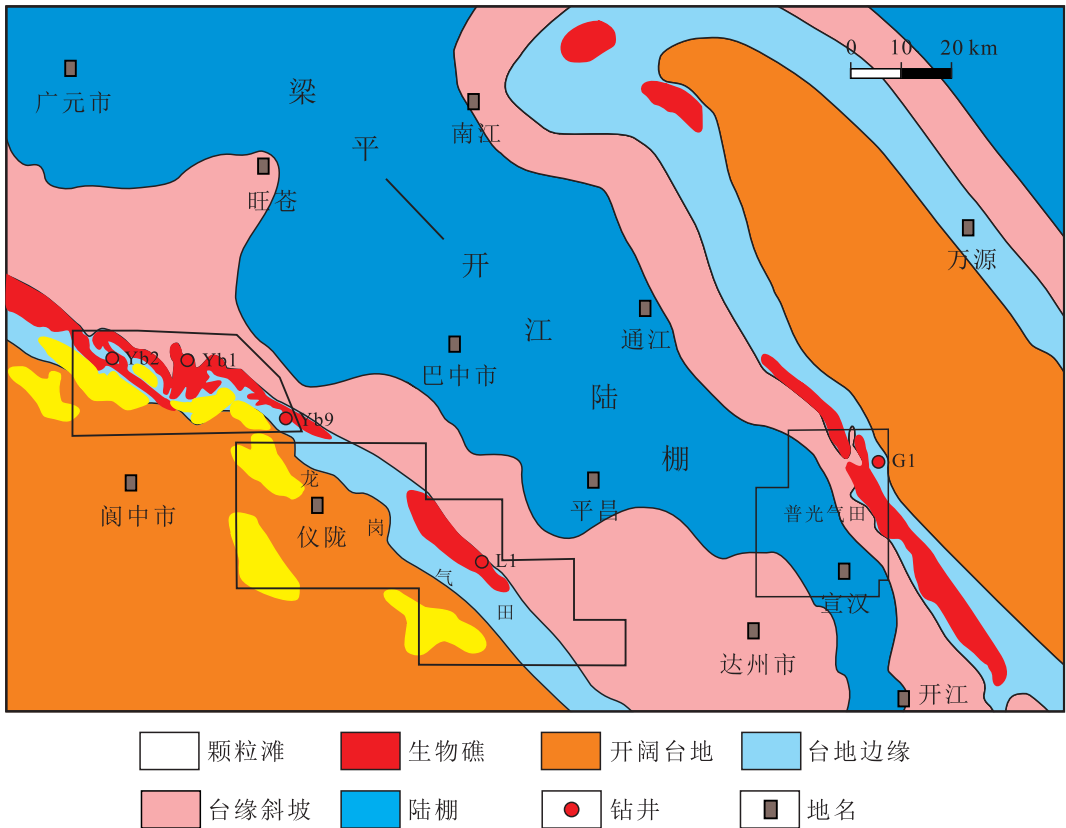 0 10 20 km
广元市
梁
平
南江
旺苍
万源
开
江
通江
Yb2
Yb1
巴中市
陆
Yb9
棚
G1
龙
阆中市
仪陇
岗
平昌
普光气田
L1
气
田
宣汉
达州市
开江
颗粒滩 生物礁 开阔台地 台地边缘
台缘斜坡 陆棚 钻井 地名